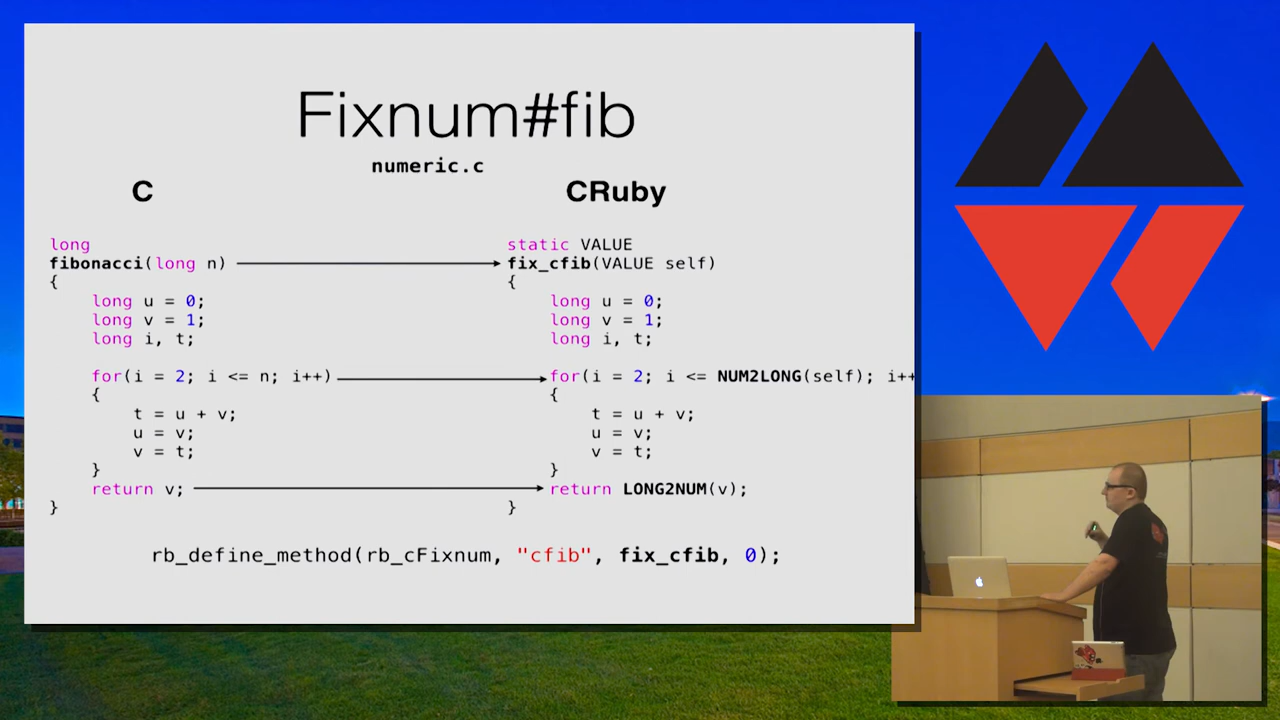 Fixnum#fib
numeric.c
C
CRuby
long
fibonacci(long n)
{
long u = 0;
long v = 1;
long i, t;
for(i = 2; i <= n; i++)
{
t = u + v;
u = v;
v = t;
}
return v;
}
static VALUE
fix_cfib(VALUE self)
{
long u = 0;
long v = 1;
long i, t;
for(i = 2; i <= NUM2LONG(self); i++
{
t = u + v;
u = v;
v = t;
}
return LONG2NUM(v);
}
rb_define_method(rb_cFixnum, "cfib", fix_cfib, 0);